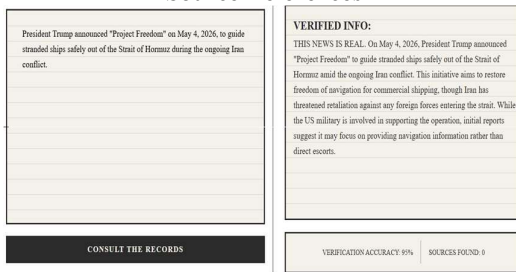 President Trump announced "Project Freedom" on May 4, 2026, to guide
stranded ships safely out of the Strait of Hormuz during the ongoing Iran
conflict.
CONSULT THE RECORDS
VERIFIED INFO:
THIS NEWS IS REAL. On May 4, 2026, President Trump announced
"Project Freedom" to guide stranded ships safely out of the Strait of
Hormuz amid the ongoing Iran conflict. This initiative aims to restore
freedom of navigation for commercial shipping, though Iran has
threatened retaliation against any foreign forces entering the strait. While
the US military is involved in supporting the operation, initial reports
suggest it may focus on providing navigation information rather than
direct escorts.
VERIFICATION ACCURACY: 95%
SOURCES FOUND: 0